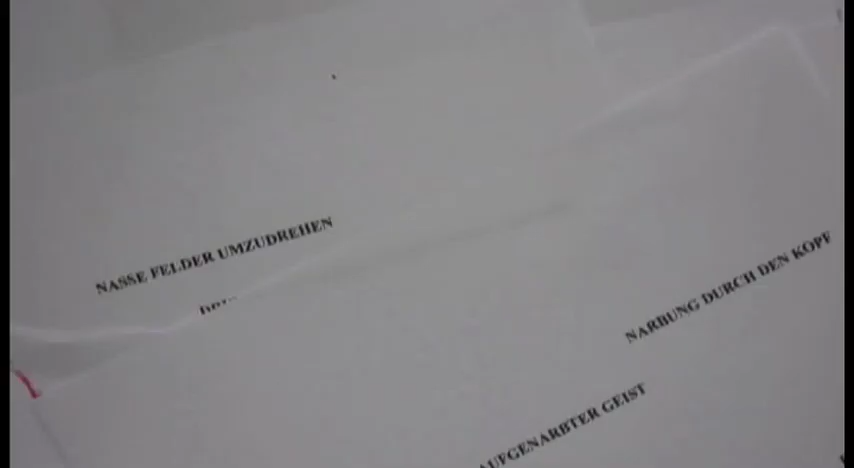 NASSE FELDER UMZUDREHEN
NARBUNG DURCH DEN KOPF
AUFGENARBTER GEIST